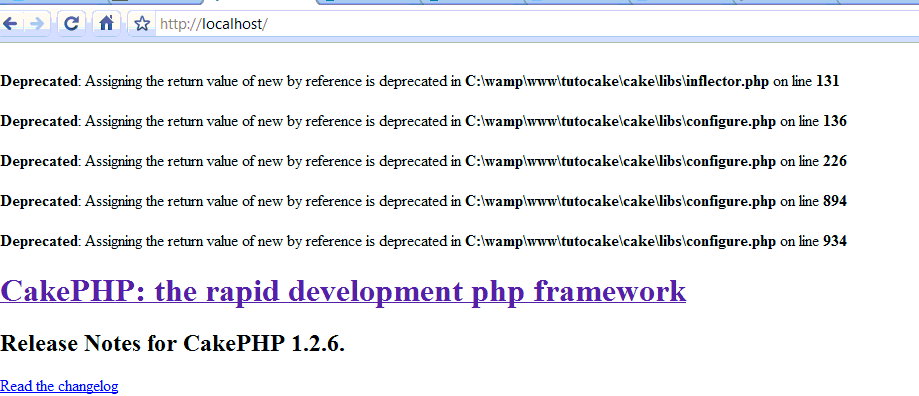 http://localhost/
Deprecated: Assigning the return value of new by reference is deprecated in C:\wamp\www\tutocake\cake\libs\inflector.php on line 131
Deprecated: Assigning the return value of new by reference is deprecated in C:\wamp\www\tutocake\cake\libs\configure.php on line 136
Deprecated: Assigning the return value of new by reference is deprecated in C:\wamp\www\tutocake\cake\libs\configure.php on line 226
Deprecated: Assigning the return value of new by reference is deprecated in C:\wamp\www\tutocake\cake\libs\configure.php on line 894
Deprecated: Assigning the return value of new by reference is deprecated in C:\wamp\www\tutocake\cake\libs\configure.php on line 934
CakePHP: the rapid development php framework
Release Notes for CakePHP 1.2.6.
Read the changelog